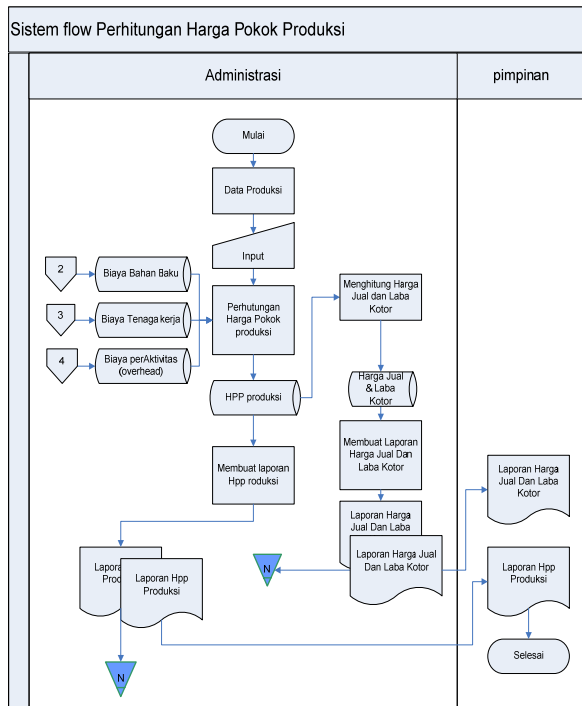 Sistem flow Perhitungan Harga Pokok Produksi
Administrasi
pimpinan
Mulai
Data Produksi
Input
2
Biaya Bahan Baku
3
Biaya Tenaga kerja
4
Biaya perAktivitas
(overhead)
Perhutungan
Harga Pokok
produksi
HPP produksi
Membuat laporan
Hpp roduksi
Menghitung Harga
Jual dan Laba
Kotor
Harga Jual
& Laba
Kotor
Membuat Laporan
Harga Jual Dan
Laba Kotor
Laporan Harga
Jual Dan Laba
Laporan Harga Jual
Dan Laba Kotor
N
Laporan Harga
Jual Dan Laba
Kotor
Laporan
Prod
Laporan Hpp
Produksi
N
Laporan Hpp
Produksi
Selesai